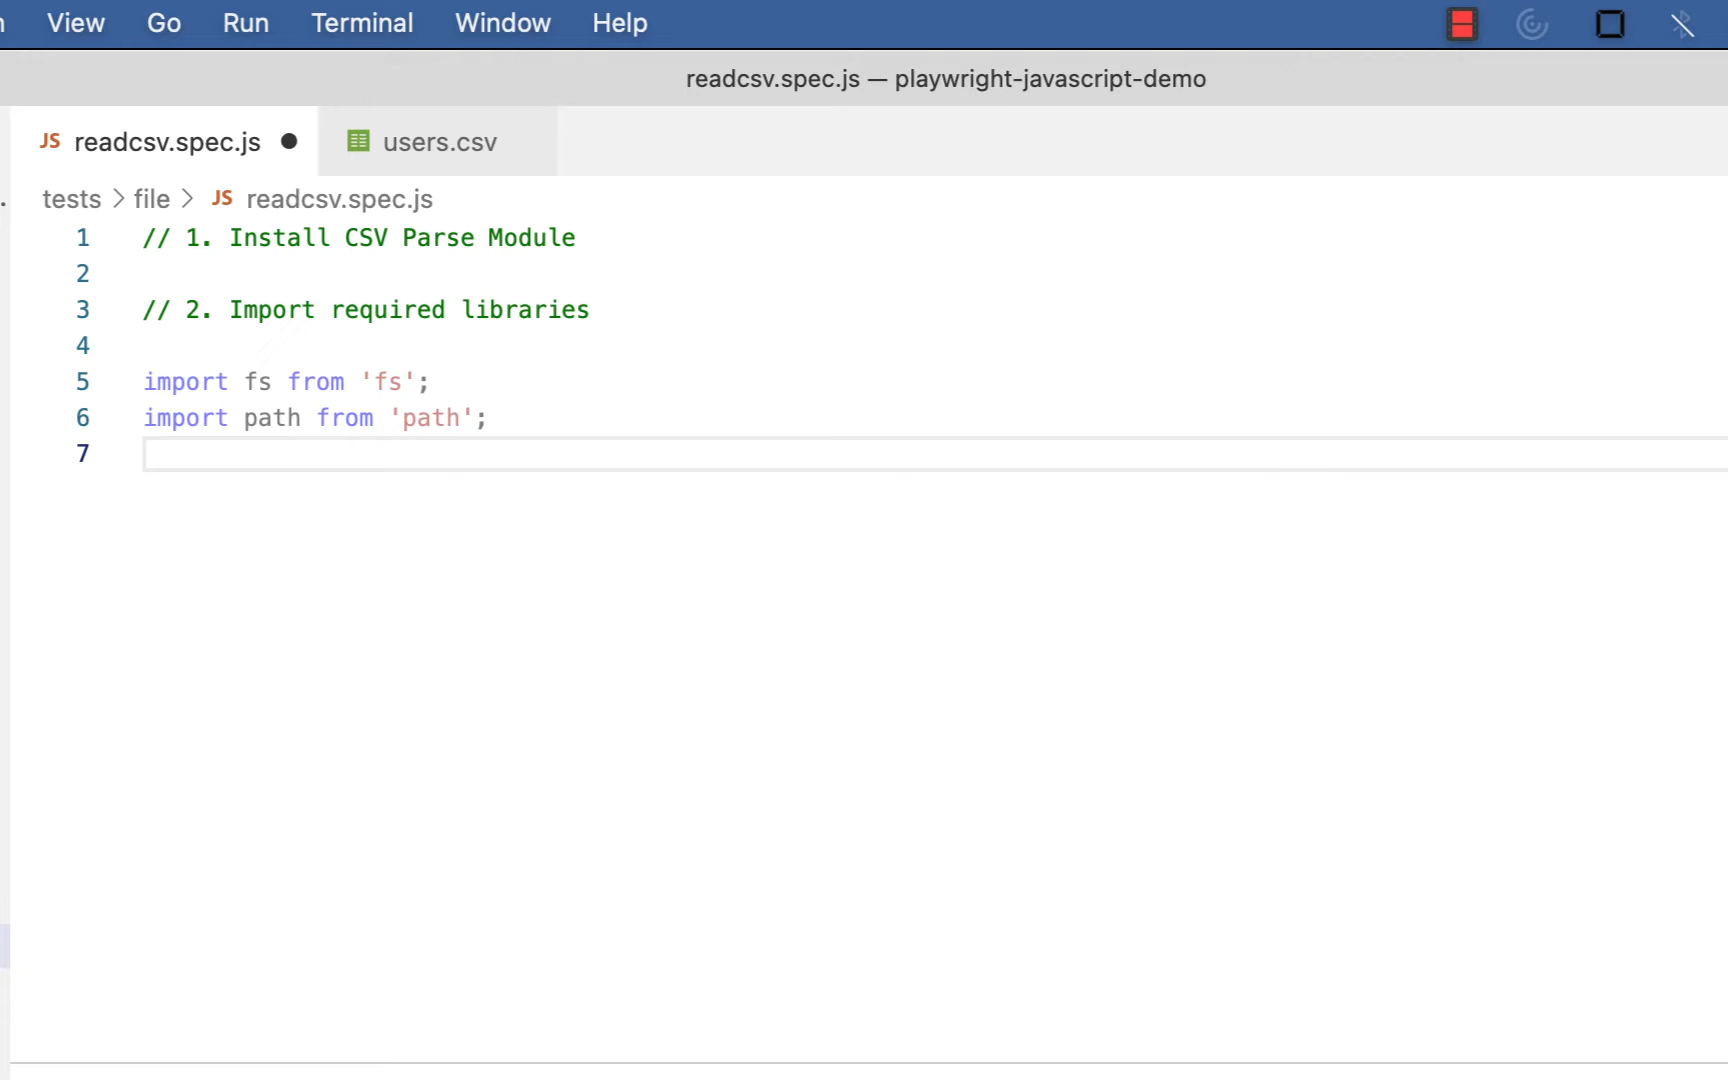 View Go Run Terminal Window Help
readcsv.spec.js — playwright-javascript-demo
JS readcsv.spec.js users.csv
tests > file > JS readcsv.spec.js
1 // 1. Install CSV Parse Module
2
3 // 2. Import required libraries
4
5 import fs from 'fs';
6 import path from 'path';
7